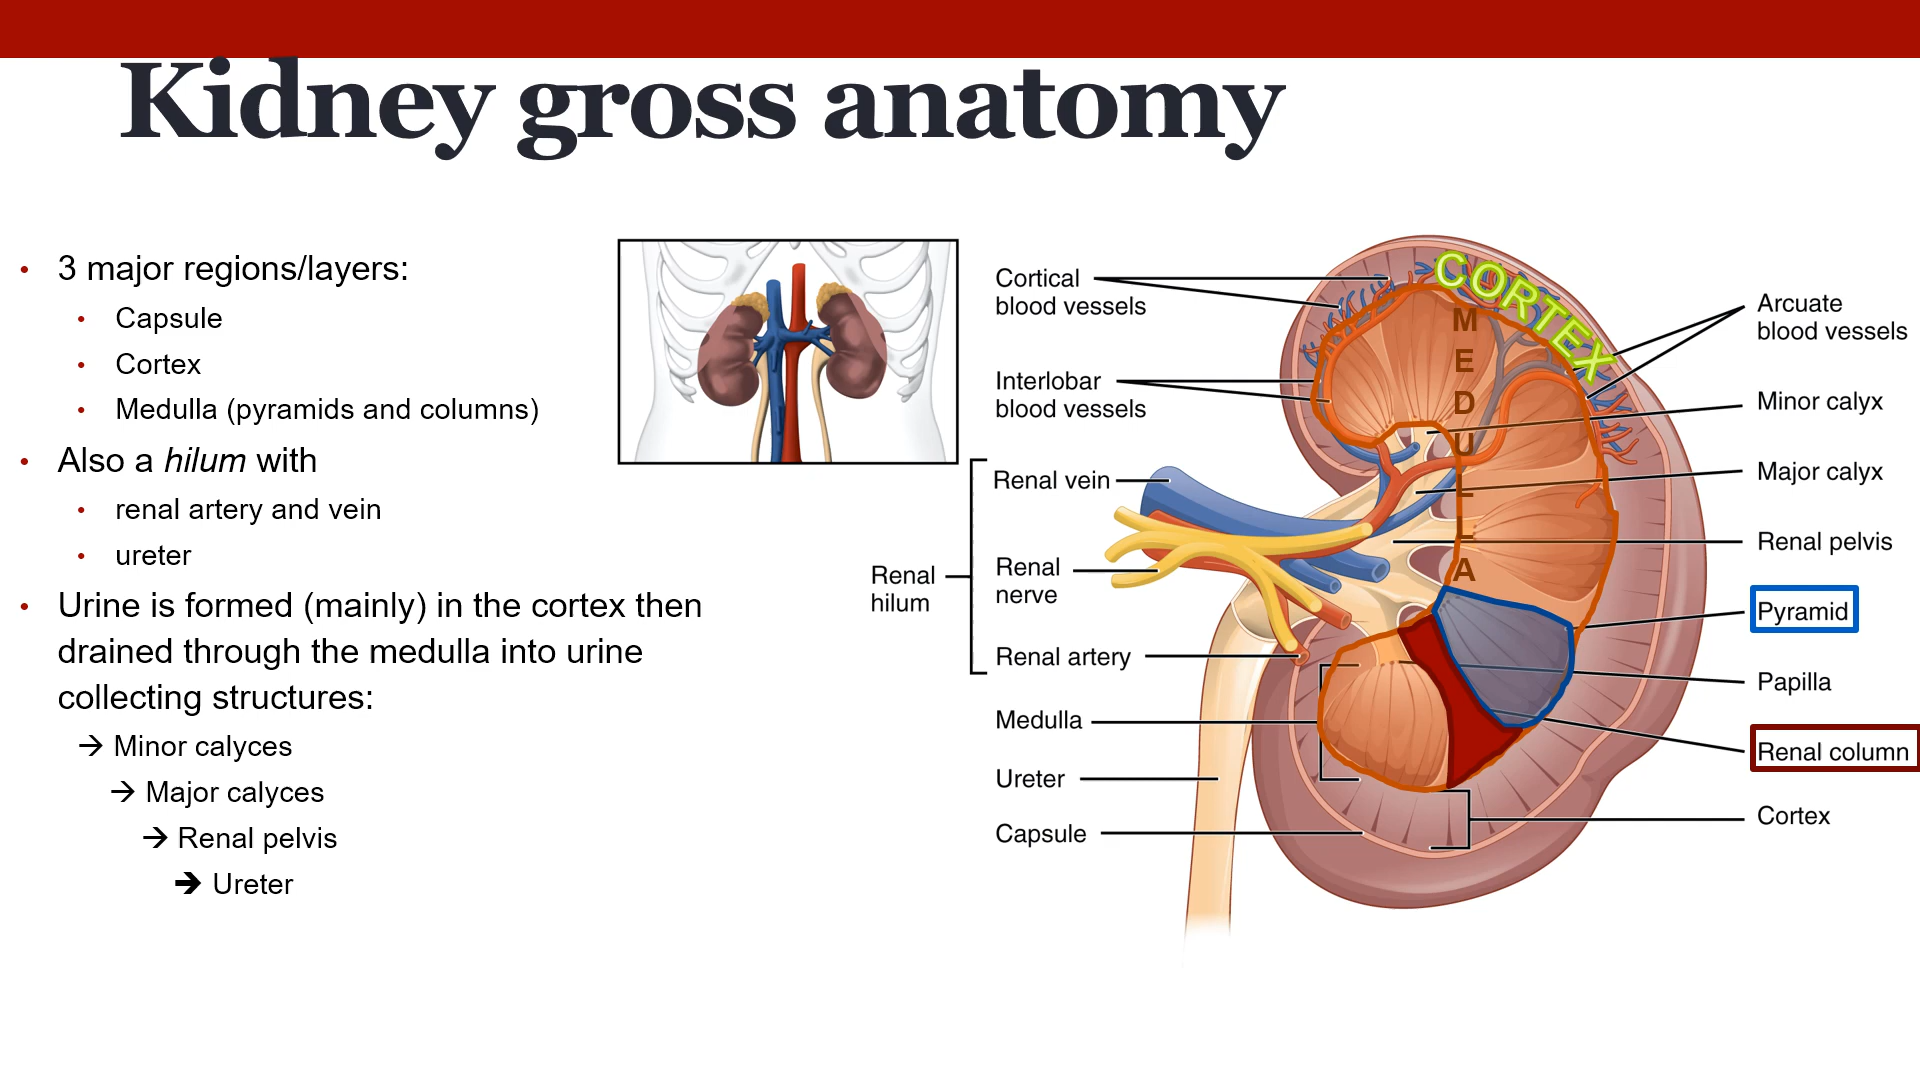 Kidney gross anatomy
• 3 major regions/layers:
• Capsule
• Cortex
• Medulla (pyramids and columns)
• Also a hilum with
• renal artery and vein
• ureter
• Urine is formed (mainly) in the cortex then
drained through the medulla into urine
collecting structures:
→ Minor calyces
→ Major calyces
→ Renal pelvis
→ Ureter
Renal
hilum
Cortical
blood vessels
Interlobar
blood vessels
Renal vein
Renal
nerve
Renal artery
Medulla
Ureter
Capsule
CORTEX
MEDULLA
Arcuate
blood vessels
Minor calyx
Major calyx
Renal pelvis
Pyramid
Papilla
Renal column
Cortex